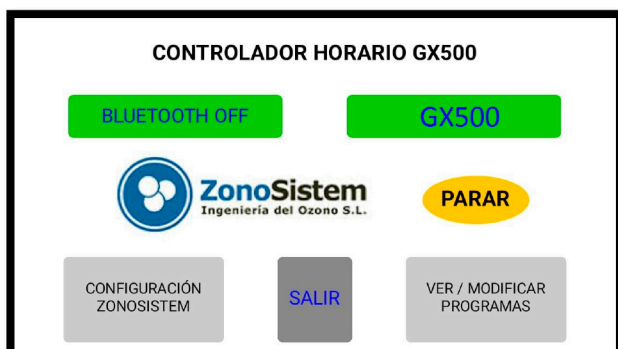 CONTROLADOR HORARIO GX500
BLUETOOTH OFF
GX500
ZonoSistem
Ingeniería del Ozono S.L.
PARAR
CONFIGURACIÓN
ZONOSISTEM
SALIR
VER / MODIFICAR
PROGRAMAS